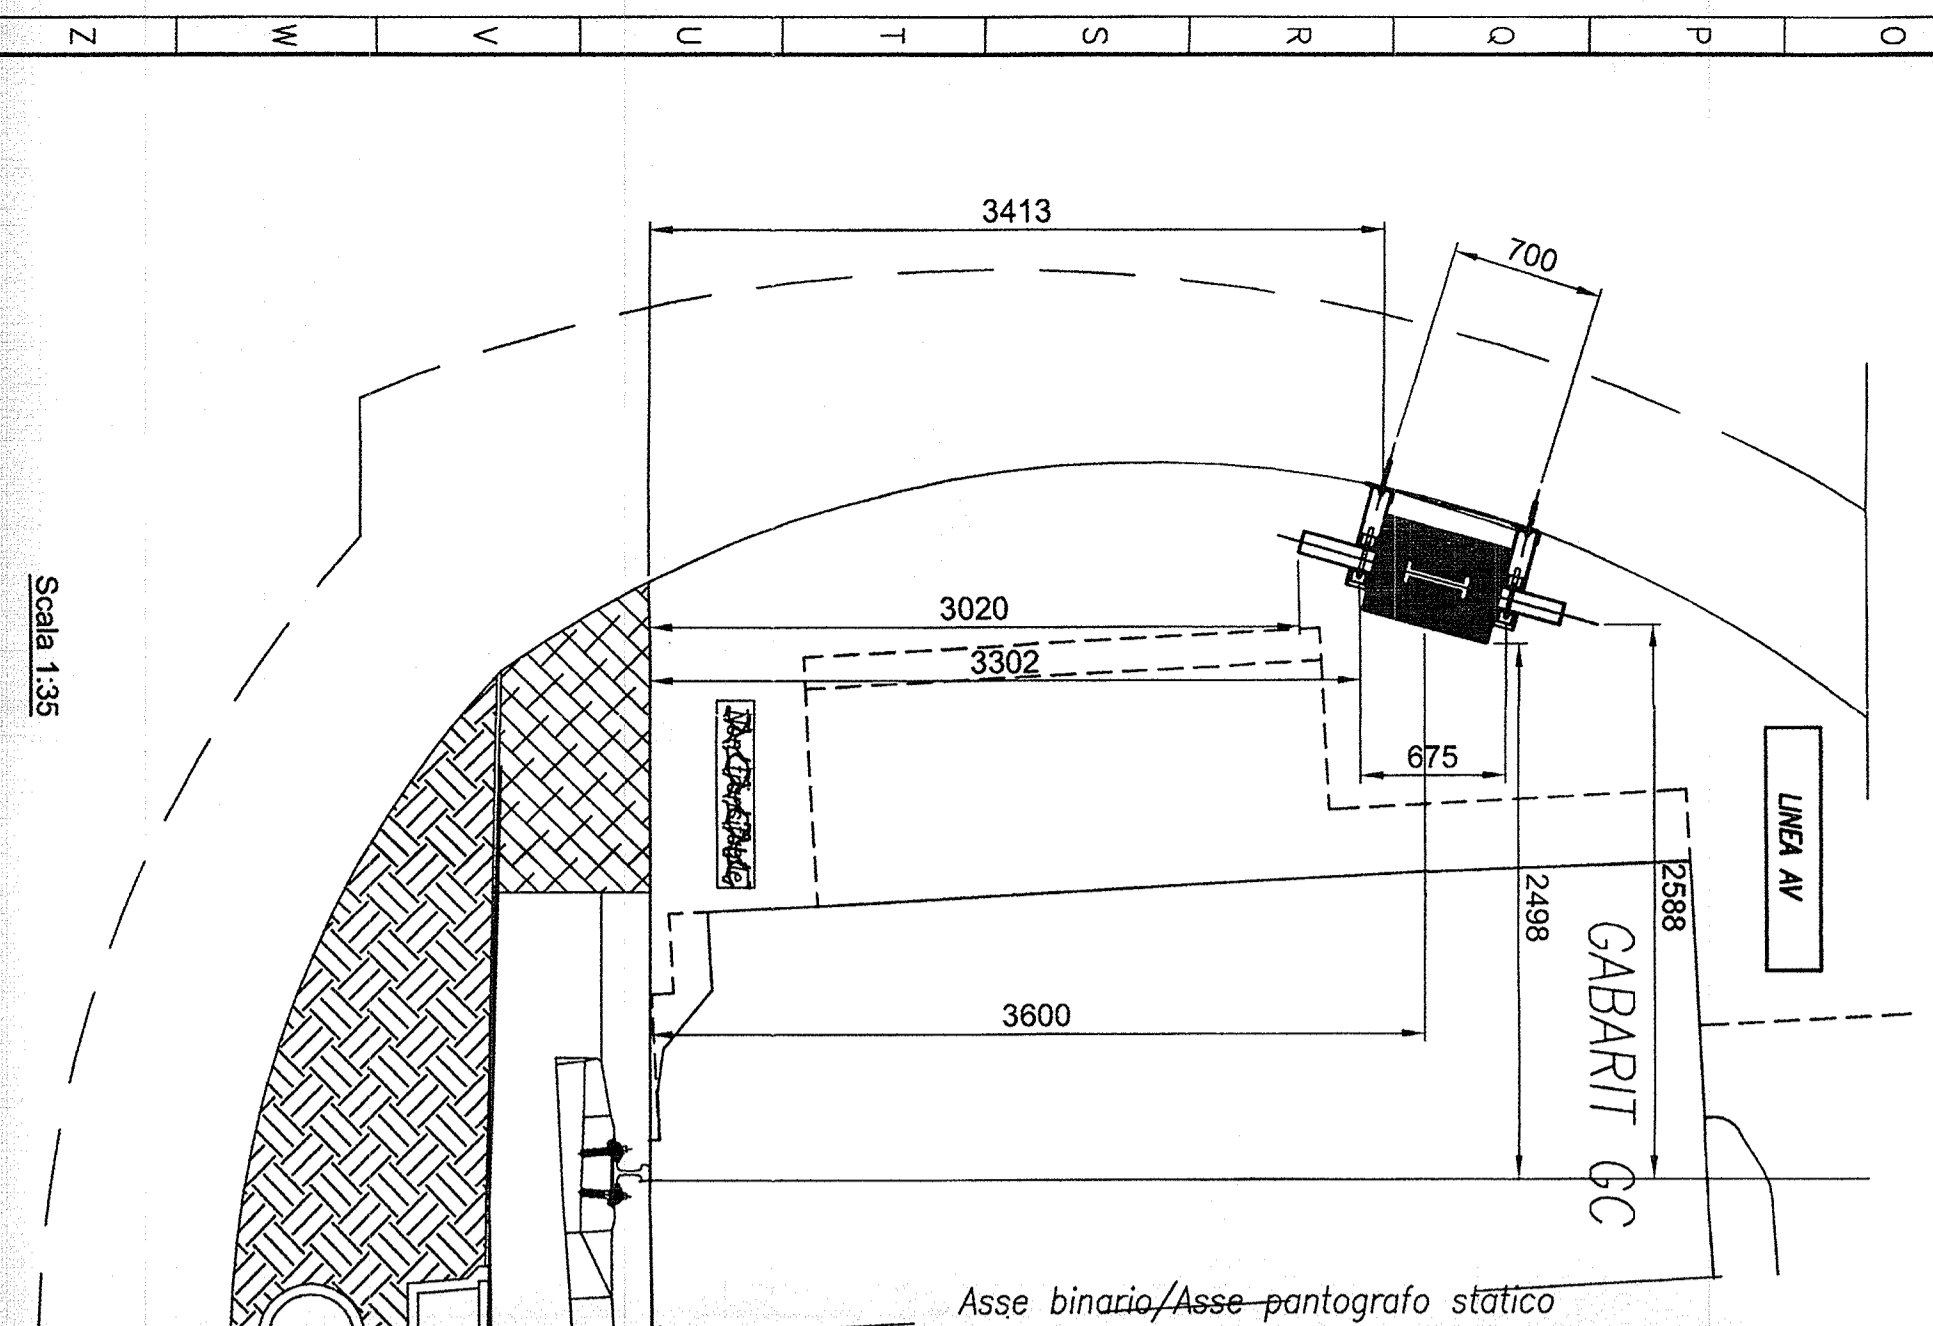 Z W V U T S R Q P O
3413
700
3020
3302
675
2588
2498
3600
LINEA AV
GABARIT GC
Scala 1:35
Asse binario/Asse pantografo statico